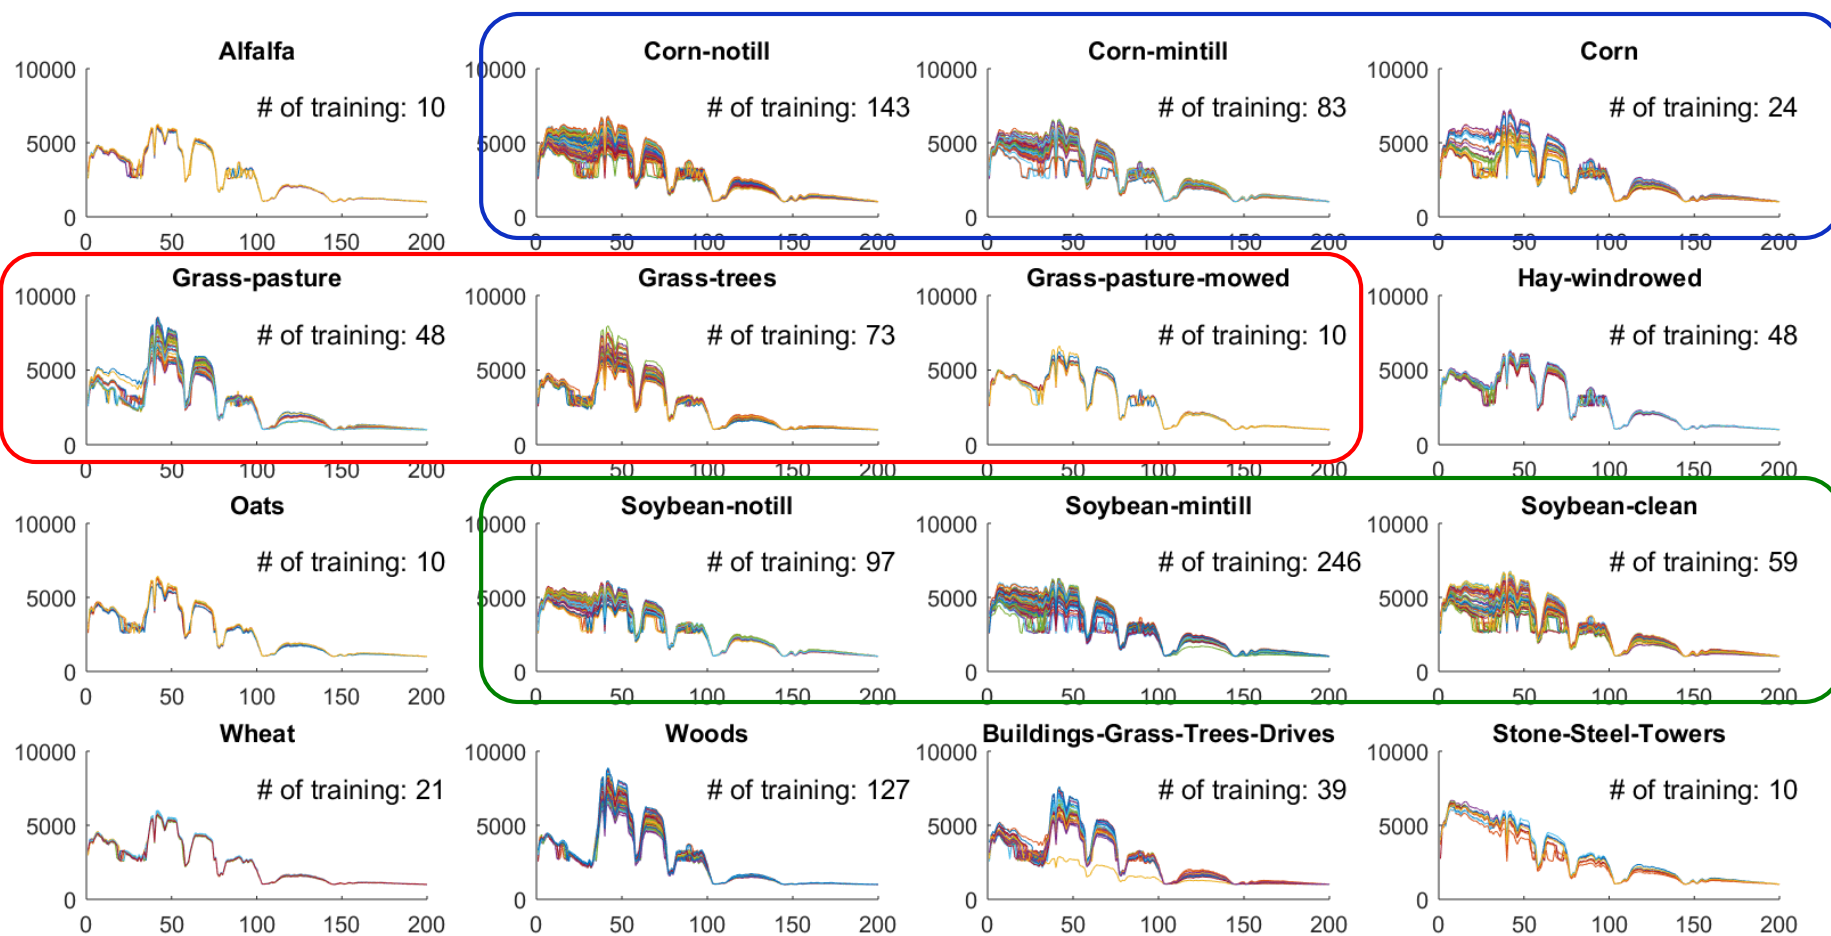 Alfalfa Corn-notill Corn-mintill Corn
10000 10000 10000 10000
# of training: 10 # of training: 143 # of training: 83 # of training: 24
5000 5000 5000 5000
0 0 0 0
0 50 100 150 200 0 50 100 150 200 0 50 100 150 200 0 50 100 150 200
Grass-pasture Grass-trees Grass-pasture-mowed Hay-windrowed
10000 10000 10000 10000
# of training: 48 # of training: 73 # of training: 10 # of training: 48
5000 5000 5000 5000
0 0 0 0
0 50 100 150 200 0 50 100 150 200 0 50 100 150 200 0 50 100 150 200
Oats Soybean-notill Soybean-mintill Soybean-clean
10000 10000 10000 10000
# of training: 10 # of training: 97 # of training: 246 # of training: 59
5000 5000 5000 5000
0 0 0 0
0 50 100 150 200 0 50 100 150 200 0 50 100 150 200 0 50 100 150 200
Wheat Woods Buildings-Grass-Trees-Drives Stone-Steel-Towers
10000 10000 10000 10000
# of training: 21 # of training: 127 # of training: 39 # of training: 10
5000 5000 5000 5000
0 0 0 0
0 50 100 150 200 0 50 100 150 200 0 50 100 150 200 0 50 100 150 200